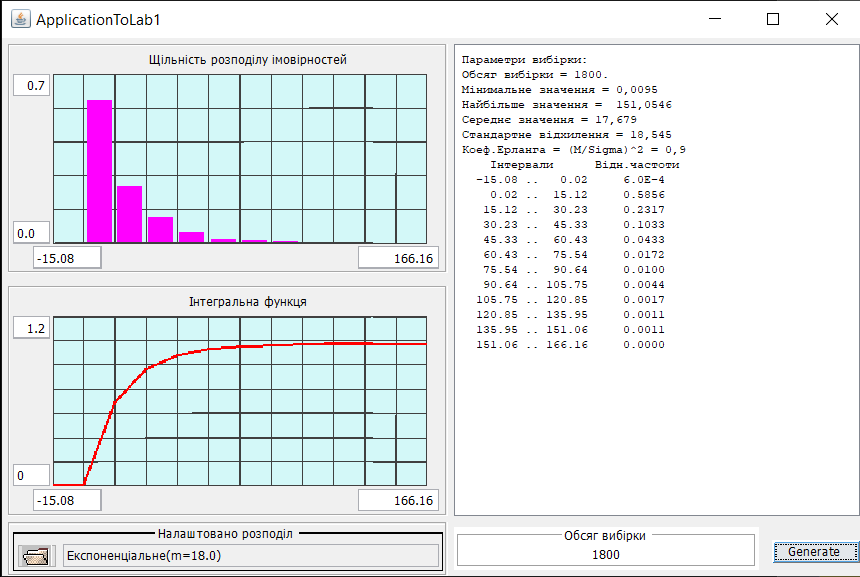 ApplicationToLab1
Щільність розподілу імовірностей
0.7
0.0
-15.08
166.16
Інтегральна функця
1.2
0
-15.08
166.16
Налаштовано розподіл
Експоненціальне(m=18.0)
Параметри вибірки:
Обсяг вибірки = 1800.
Мінімальне значення = 0,0095
Найбільше значення =  151,0546
Середнє значення = 17,679
Стандартне відхилення = 18,545
Коеф.Ерланга = (M/Sigma)^2 = 0,9
Інтервали Відн.частоти
-15.08 .. 0.02 6.0E-4
0.02 .. 15.12 0.5856
15.12 .. 30.23 0.2317
30.23 .. 45.33 0.1033
45.33 .. 60.43 0.0433
60.43 .. 75.54 0.0172
75.54 .. 90.64 0.0100
90.64 .. 105.75 0.0044
105.75 .. 120.85 0.0017
120.85 .. 135.95 0.0011
135.95 .. 151.06 0.0011
151.06 .. 166.16 0.0000
Обсяг вибірки
1800
Generate